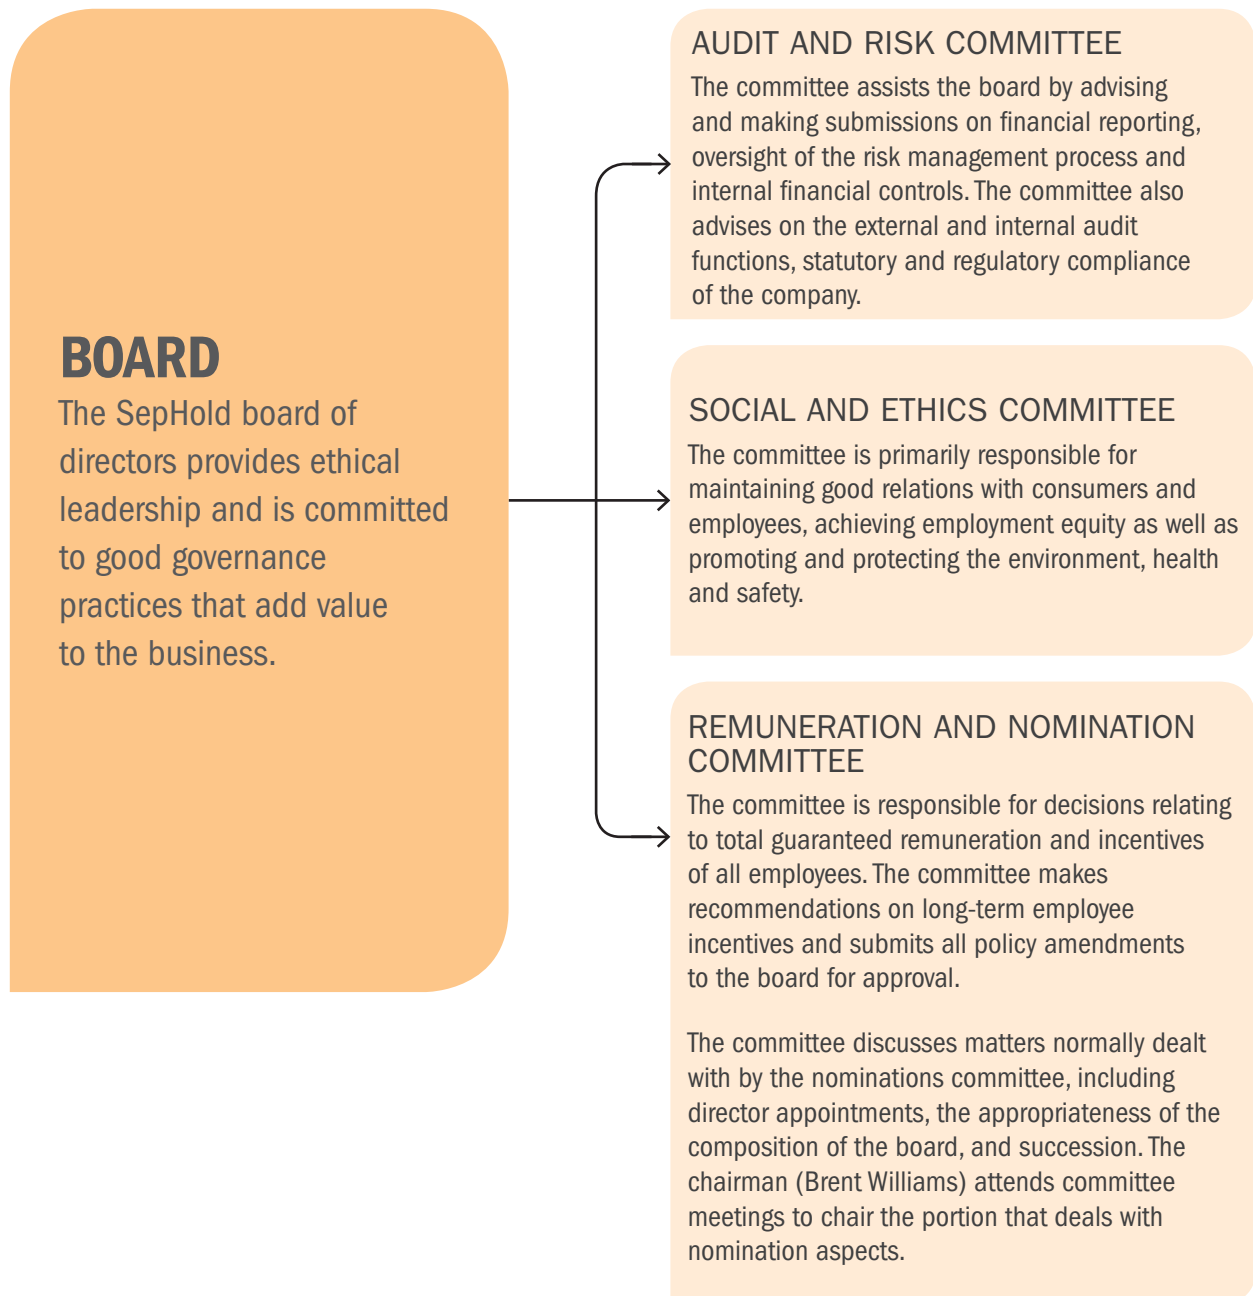 BOARD
The SepHold board of
directors provides ethical
leadership and is committed
to good governance
practices that add value
to the business.
AUDIT AND RISK COMMITTEE
The committee assists the board by advising
and making submissions on financial reporting,
oversight of the risk management process and
internal financial controls. The committee also
advises on the external and internal audit
functions, statutory and regulatory compliance
of the company.
SOCIAL AND ETHICS COMMITTEE
The committee is primarily responsible for
maintaining good relations with consumers and
employees, achieving employment equity as well as
promoting and protecting the environment, health
and safety.
REMUNERATION AND NOMINATION
COMMITTEE
The committee is responsible for decisions relating
to total guaranteed remuneration and incentives
of all employees. The committee makes
recommendations on long-term employee
incentives and submits all policy amendments
to the board for approval.
The committee discusses matters normally dealt
with by the nominations committee, including
director appointments, the appropriateness of the
composition of the board, and succession. The
chairman (Brent Williams) attends committee
meetings to chair the portion that deals with
nomination aspects.